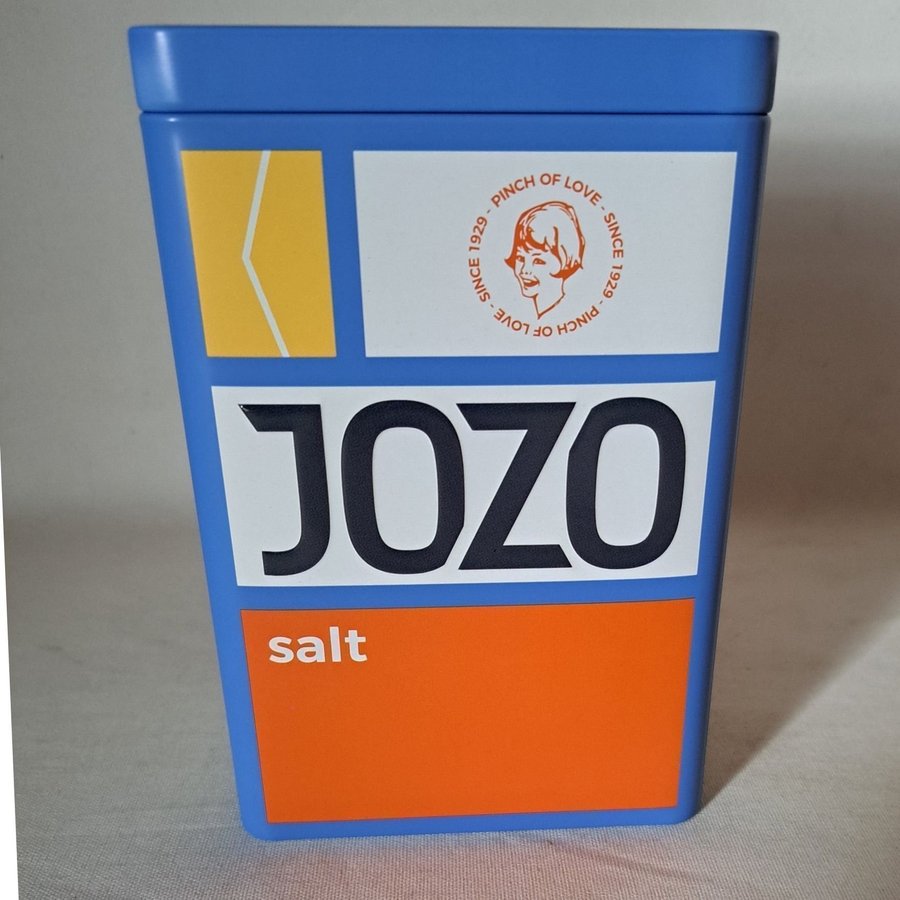 PINCH OF LOVE - SINCE 1929 - PINCH OF LOVE - SINCE 1929 -
JOZO
salt